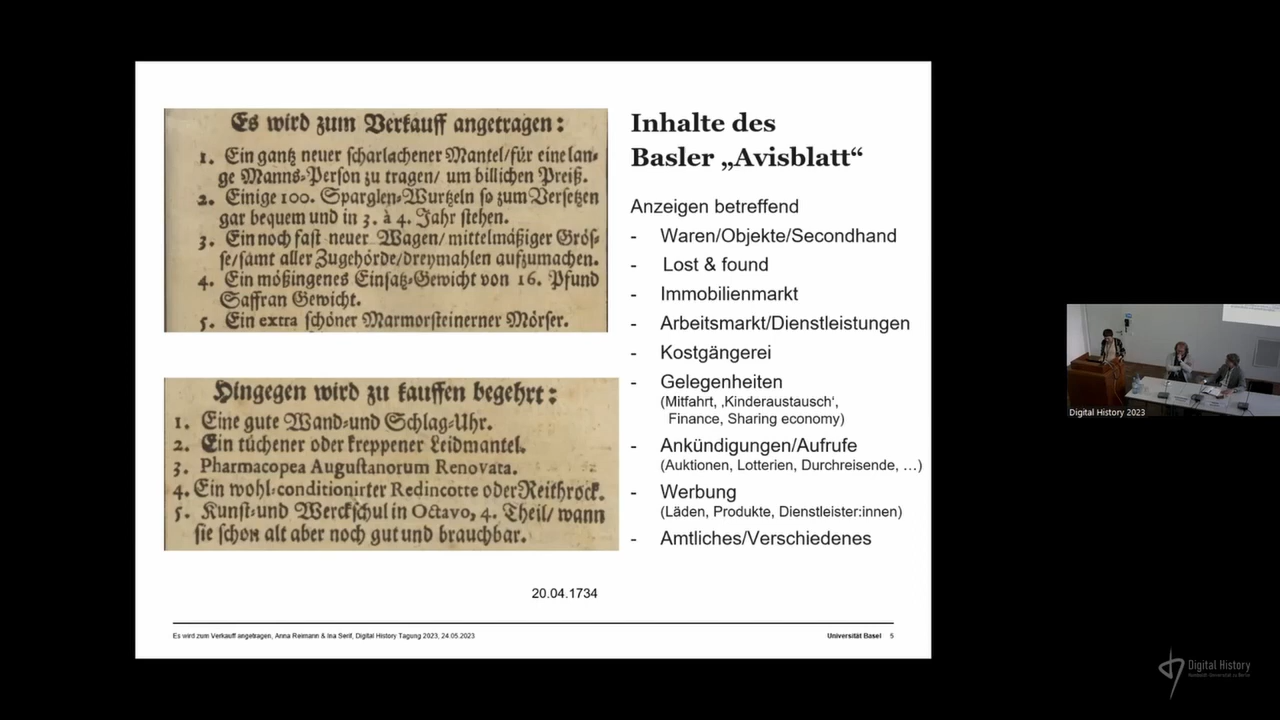 Es wird zum Verkauff angetragen:
1. Ein gantz neuer scharlachener Mantel/für eine lan-
ge Manns-Person zu tragen/ um billichen Preiß.
2. Einige 100. Sparglen-Wurtzeln so zum Versetzen
gar bequem und in 3. à 4. Jahr stehen.
3. Ein noch fast neuer Wagen/ mittelmäßiger Grös-
se/samt aller Zugehörde/dreymahlen aufzumachen.
4. Ein mößingenes Einsatz-Gewicht von 16. Pfund
Saffran Gewicht.
5. Ein extra schöner Marmorsteinerner Mörser.
Hingegen wird zu kauffen begehrt:
1. Eine gute Wand-und Schlag-Uhr.
2. Ein tüchener oder kreppener Leidmantel.
3. Pharmacopea Augustanorum Renovata.
4. Ein wohl-conditionirter Redincotte oder Reithrock.
5. Kunst-und Werckschul in Octavo, 4. Theil/ wann
sie schon alt aber noch gut und brauchbar.
20.04.1734
Inhalte des
Basler „Avisblatt“
Anzeigen betreffend
- Waren/Objekte/Secondhand
- Lost & found
- Immobilienmarkt
- Arbeitsmarkt/Dienstleistungen
- Kostgängerei
- Gelegenheiten
(Mitfahrt, ‚Kinderaustausch‘,
Finance, Sharing economy)
- Ankündigungen/Aufrufe
(Auktionen, Lotterien, Durchreisende, …)
- Werbung
(Läden, Produkte, Dienstleister:innen)
- Amtliches/Verschiedenes
Es wird zum Verkauff angetragen, Anna Reimann & Ina Serif, Digital History Tagung 2023, 24.05.2023
Universität Basel 5
Digital History 2023
Digital History
Humboldt-Universität zu Berlin